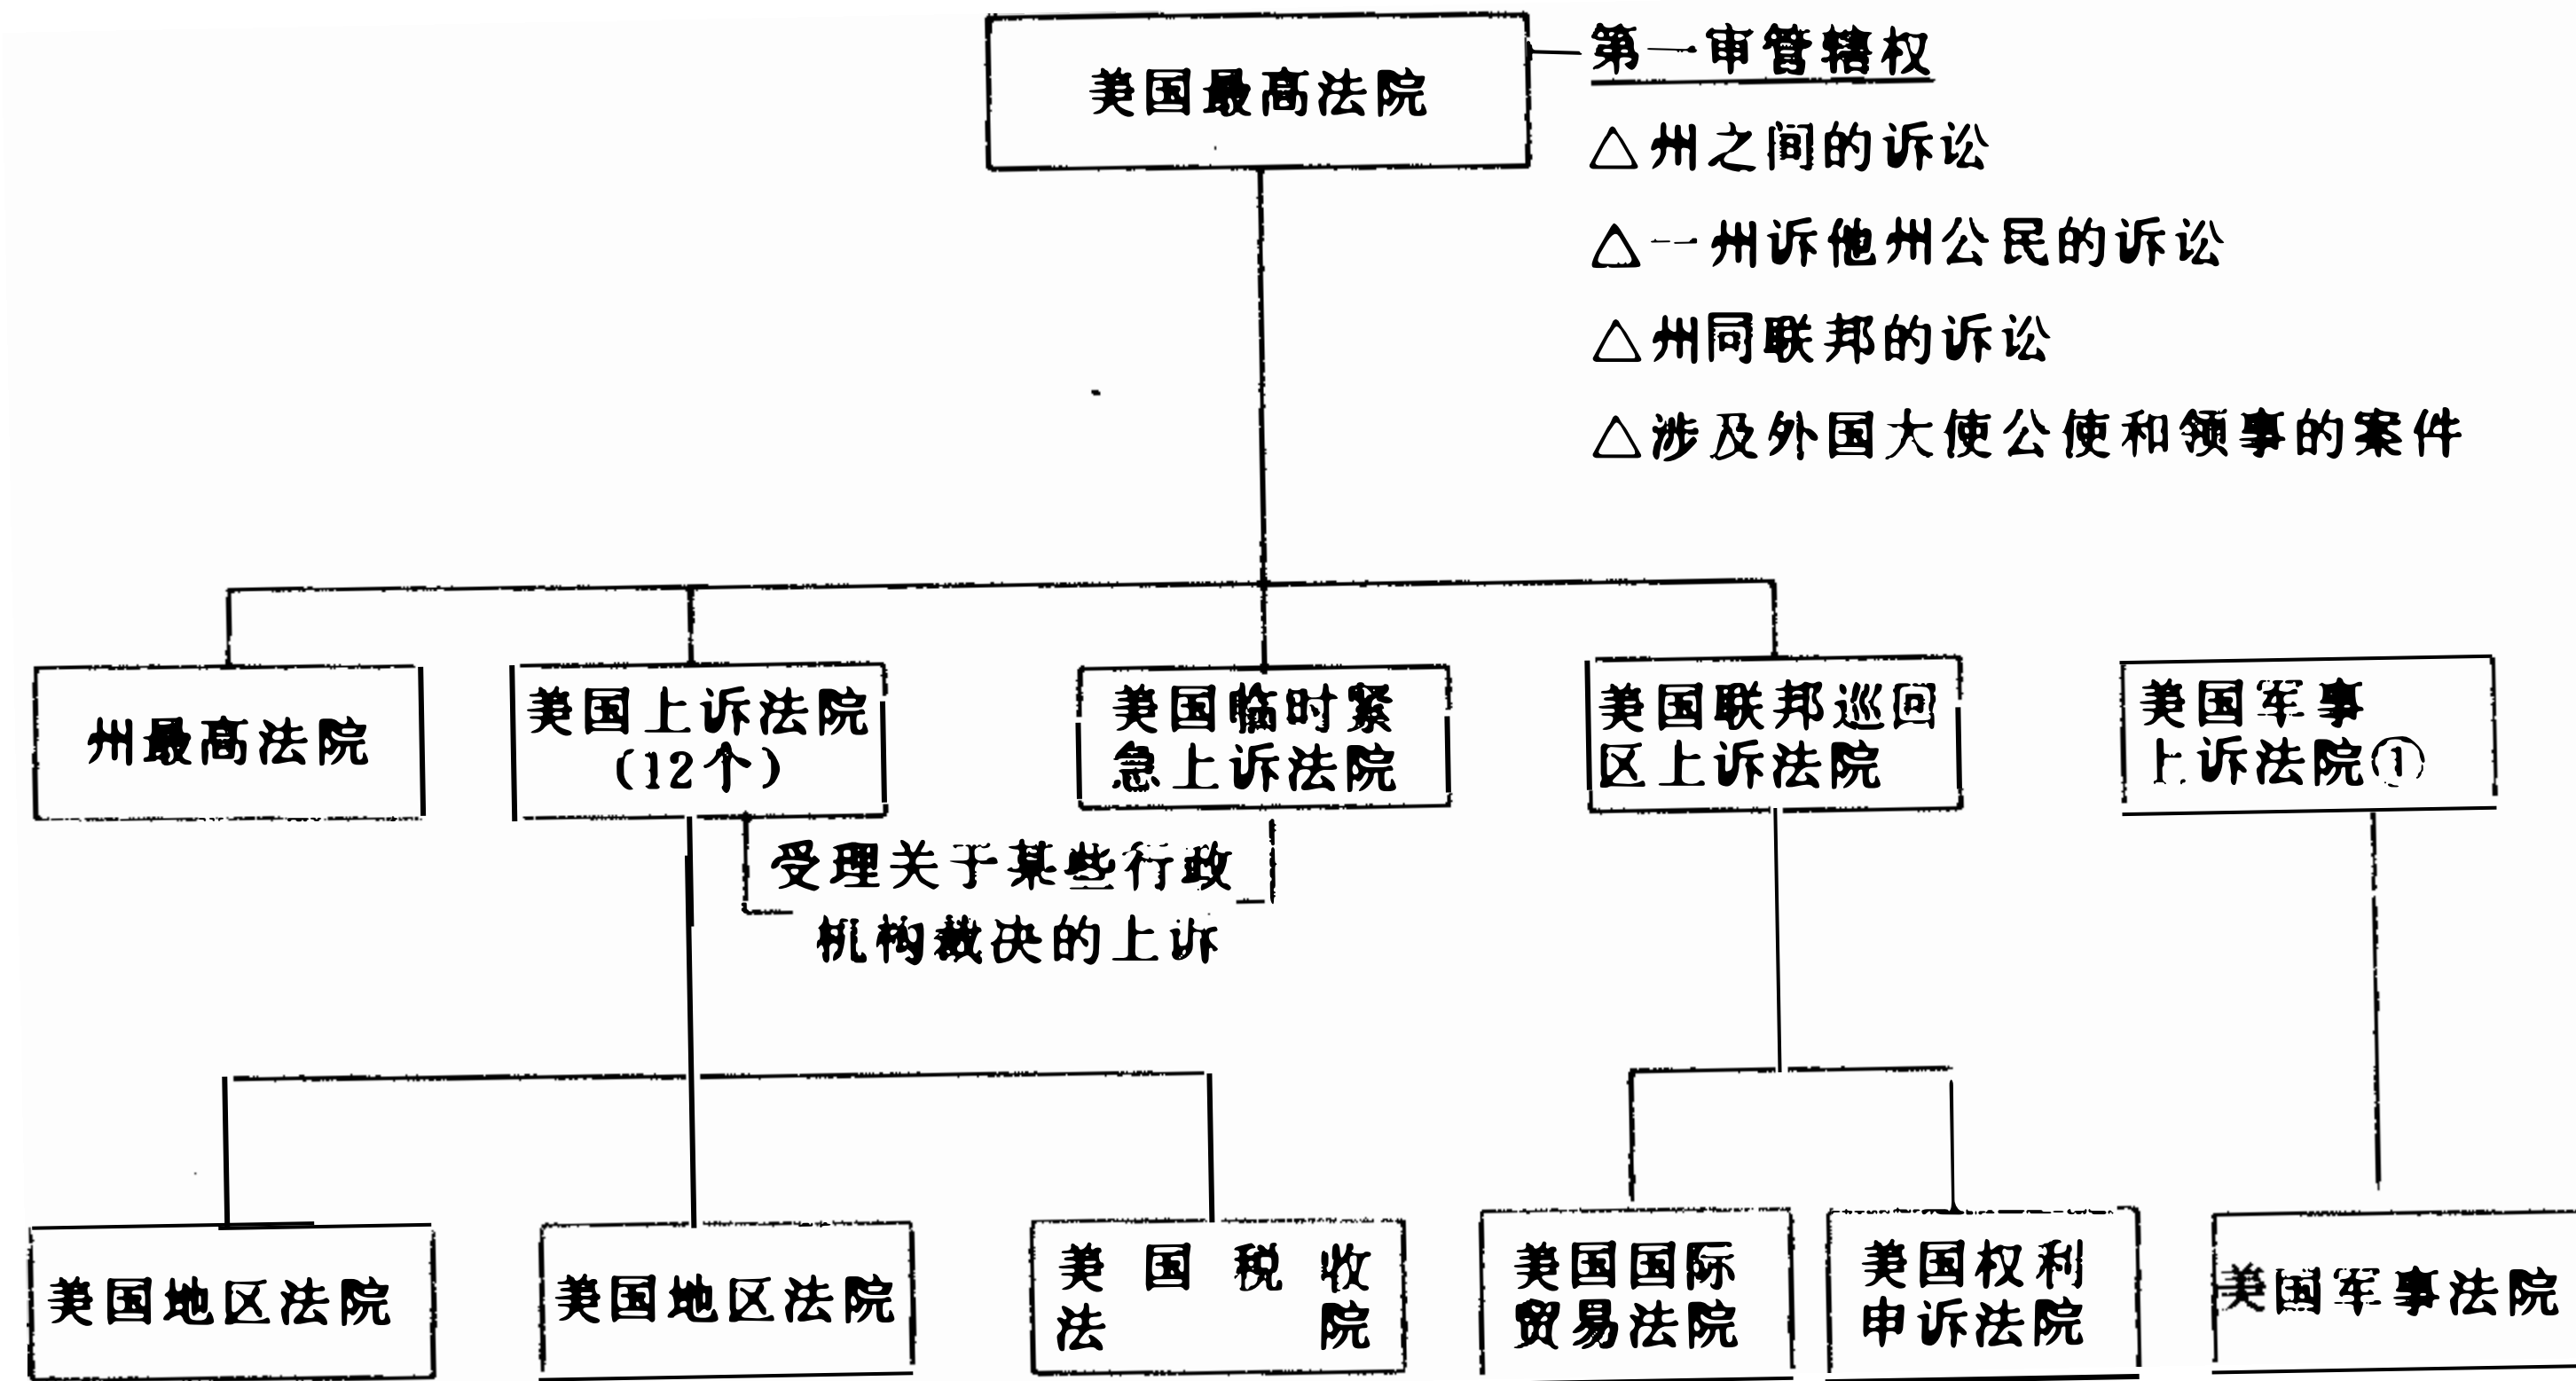 美国最高法院
第一审管辖权
△州之间的诉讼
△一州诉他州公民的诉讼
△州同联邦的诉讼
△涉及外国大使公使和领事的案件
州最高法院
美国上诉法院
(12个)
美国临时紧
急上诉法院
美国联邦巡回
区上诉法院
美国军事
上诉法院①
受理关于某些行政
机构裁决的上诉
美国地区法院
美国地区法院
美国税收
法院
美国国际
贸易法院
美国权利
申诉法院
美国军事法院